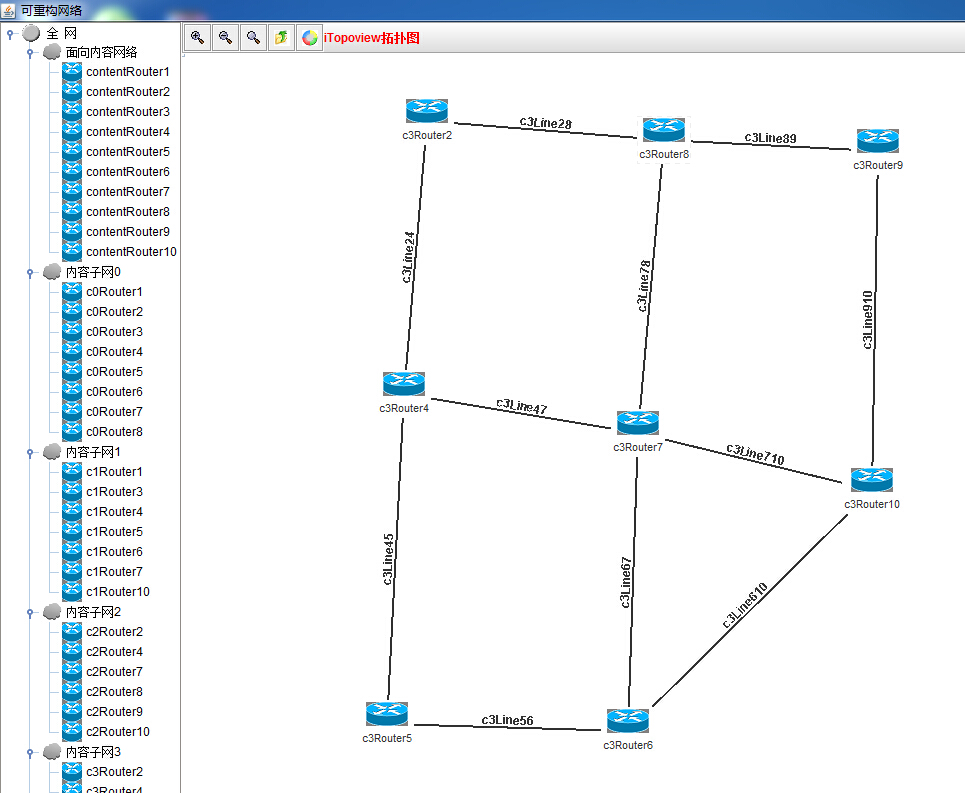 可重构网络
全 网
面向内容网络
contentRouter1
contentRouter2
contentRouter3
contentRouter4
contentRouter5
contentRouter6
contentRouter7
contentRouter8
contentRouter9
contentRouter10
内容子网0
c0Router1
c0Router2
c0Router3
c0Router4
c0Router5
c0Router6
c0Router7
c0Router8
内容子网1
c1Router1
c1Router3
c1Router4
c1Router5
c1Router6
c1Router7
c1Router10
内容子网2
c2Router2
c2Router4
c2Router7
c2Router8
c2Router9
c2Router10
内容子网3
c3Router2
c3Router4
iTopoview拓扑图
c3Router2
c3Line28
c3Router8
c3Line89
c3Router9
c3Line24
c3Line78
c3Line910
c3Router4
c3Line47
c3Router7
c3Line710
c3Router10
c3Line45
c3Line67
c3Line610
c3Router5
c3Line56
c3Router6